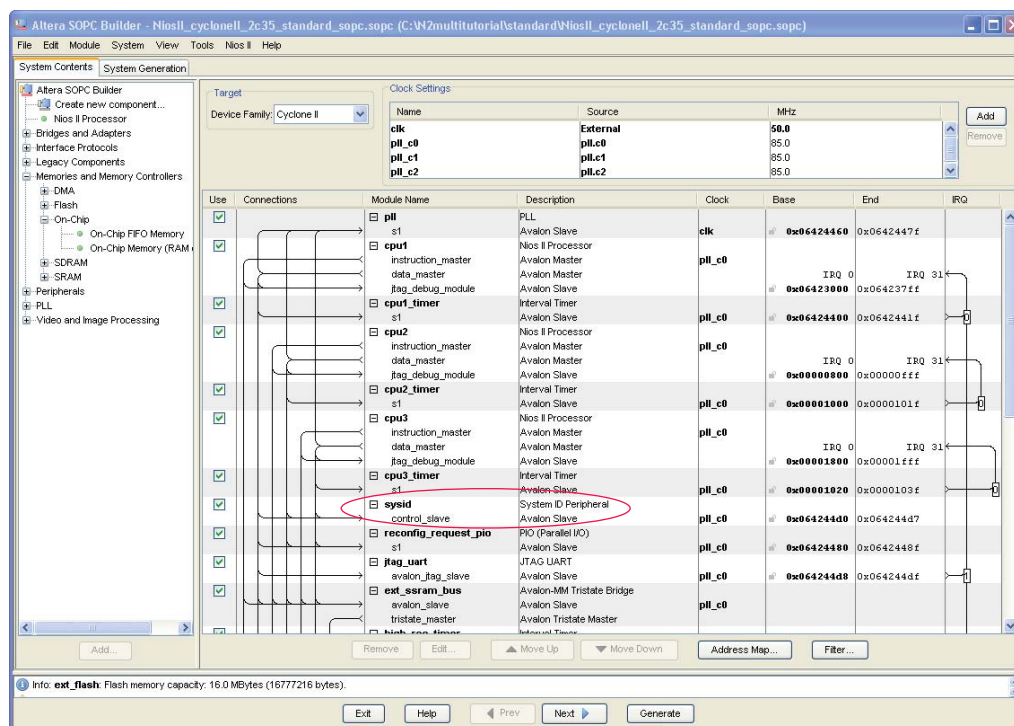 Altera SOPC Builder - NiosII_cycloneII_2c35_standard_sopc.sopc (C:\N2multitutorial\standard\NiosII_cycloneII_2c35_standard_sopc.sopc)
File Edit Module System View Tools Nios II Help
System Contents System Generation
Altera SOPC Builder
Create new component...
Nios II Processor
Bridges and Adapters
Interface Protocols
Legacy Components
Memories and Memory Controllers
DMA
Flash
On-Chip
On-Chip FIFO Memory
On-Chip Memory (RAM
SDRAM
SRAM
Peripherals
PLL
Video and Image Processing
Add...
Target
Device Family: Cyclone II
Clock Settings
Name Source MHz
clk External 50.0
pll_c0 pll.c0 85.0
pll_c1 pll.c1 85.0
pll_c2 pll.c2 85.0
Add
Remove
Use Connections Module Name Description Clock Base End IRQ
pll PLL
s1 Avalon Slave clk 0x06424460 0x0642447f
cpu1 Nios II Processor
instruction_master Avalon Master pll_c0
data_master Avalon Master IRQ 0 IRQ 31
jtag_debug_module Avalon Slave 0x06423000 0x064237ff
cpu1_timer Interval Timer
s1 Avalon Slave pll_c0 0x06424400 0x0642441f 0
cpu2 Nios II Processor
instruction_master Avalon Master pll_c0
data_master Avalon Master IRQ 0 IRQ 31
jtag_debug_module Avalon Slave 0x00000800 0x00000fff
cpu2_timer Interval Timer
s1 Avalon Slave pll_c0 0x00001000 0x0000101f 0
cpu3 Nios II Processor
instruction_master Avalon Master pll_c0
data_master Avalon Master IRQ 0 IRQ 31
jtag_debug_module Avalon Slave 0x00001800 0x00001fff
cpu3_timer Interval Timer
s1 Avalon Slave pll_c0 0x00001020 0x0000103f 0
sysid System ID Peripheral
control_slave Avalon Slave pll_c0 0x064244d0 0x064244d7
reconfig_request_pio PIO (Parallel I/O)
s1 Avalon Slave pll_c0 0x06424480 0x0642448f
jtag_uart JTAG UART
avalon_jtag_slave Avalon Slave pll_c0 0x064244d8 0x064244df 1
ext_ssram_bus Avalon-MM Tristate Bridge
avalon_slave Avalon Slave pll_c0
tristate_master Avalon Tristate Master
high_res_timer Interval Timer
Remove Edit... Move Up Move Down Address Map... Filter...
Info: ext_flash: Flash memory capacity: 16.0 MBytes (16777216 bytes).
Exit Help Prev Next Generate